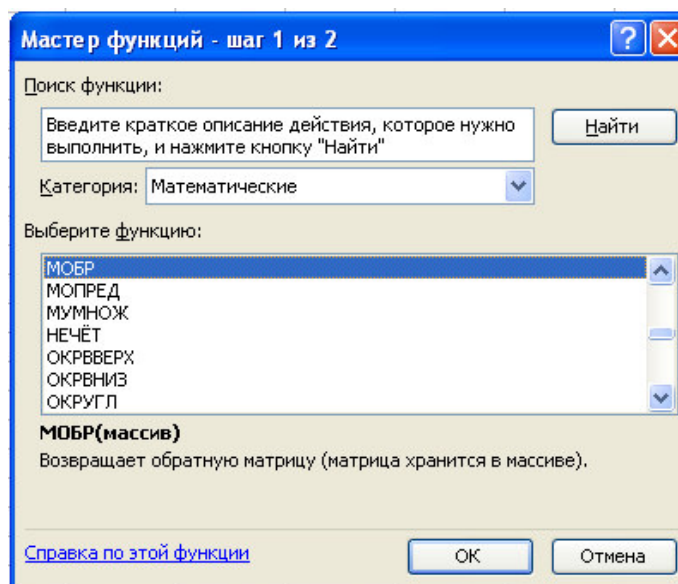 Мастер функций - шаг 1 из 2
Поиск функции:
Введите краткое описание действия, которое нужно
выполнить, и нажмите кнопку "Найти"
Найти
Категория: Математические
Выберите функцию:
МОБР
МОПРЕД
МУМНОЖ
НЕЧЁТ
ОКРВВЕРХ
ОКРВНИЗ
ОКРУГЛ
МОБР(массив)
Возвращает обратную матрицу (матрица хранится в массиве).
Справка по этой функции
ОК
Отмена